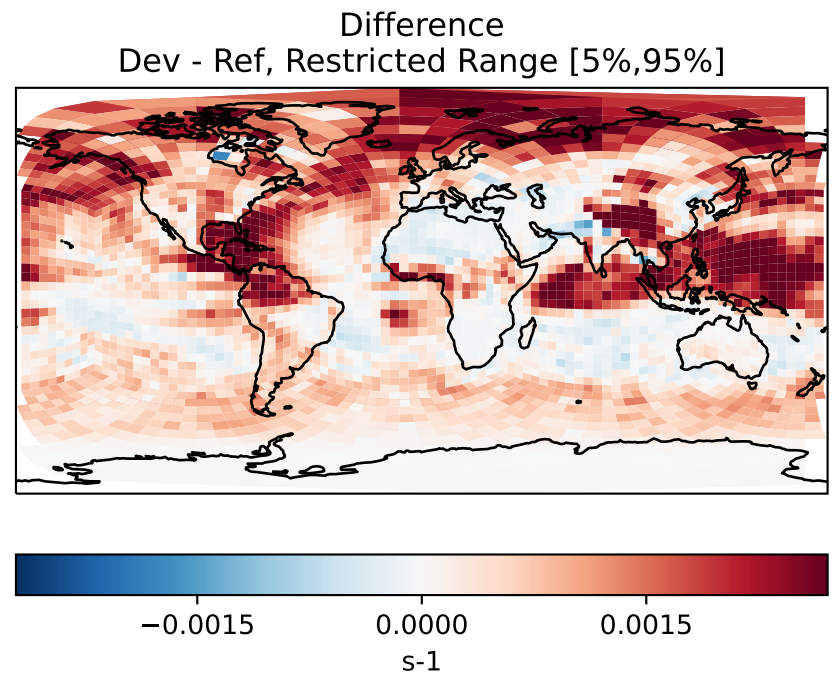 Difference
Dev - Ref, Restricted Range [5%,95%]
−0.0015 0.0000 0.0015
s-1